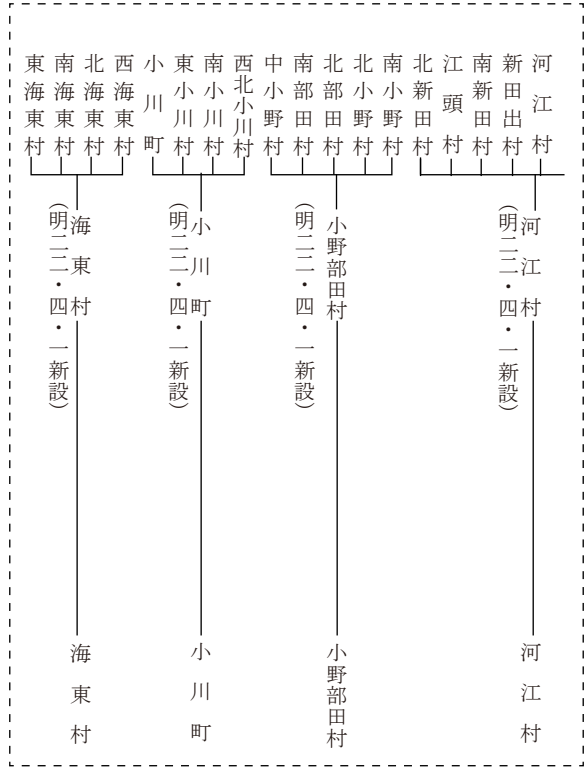 河江村
新田出村
南新田村
江頭村
北新田村
南小野村
北小野村
北部田村
南部田村
中小野村
西北小川村
南小川村
東小川村
小川町
西海東村
北海東村
南海東村
東海東村
河江村
（明二二・四・一新設）
小野部田村
（明二二・四・一新設）
小川町
（明二二・四・一新設）
海東村
（明二二・四・一新設）
河江村
小野部田村
小川町
海東村